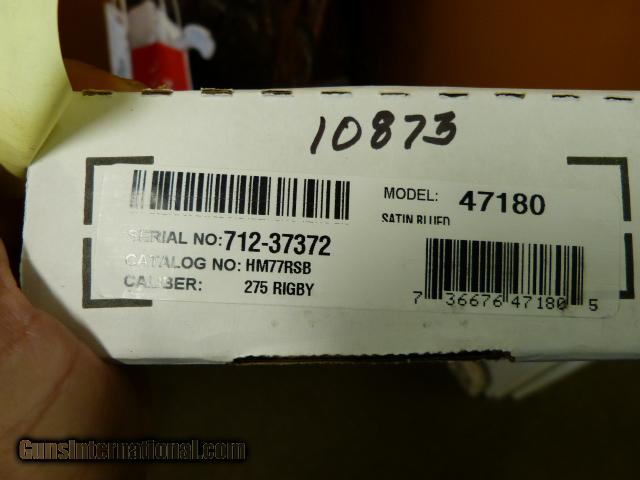 10873
MODEL: 47180
SATIN BLUED
SERIAL NO: 712-37372
CATALOG NO: HM77RSB
CALIBER: 275 RIGBY
7 36676 47180 5
GunsInternational.com